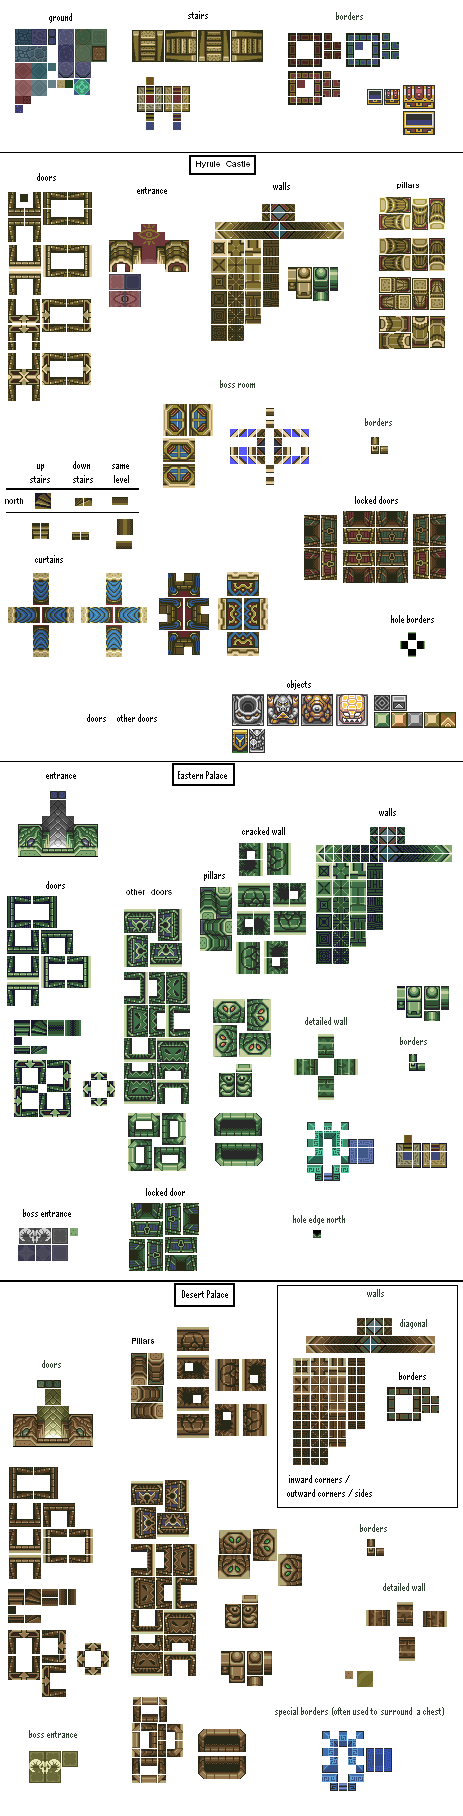 ground
stairs
borders
Hyrule Castle
doors
entrance
walls
pillars
boss room
borders
up stairs
down stairs
same level
north
locked doors
curtains
hole borders
objects
doors other doors
Eastern Palace
entrance
walls
cracked wall
pillars
doors
other doors
detailed wall
borders
locked door
boss entrance
hole edge north
Desert Palace
walls
Pillars
diagonal
doors
borders
inward corners /
outward corners / sides
borders
detailed wall
special borders (often used to surround a chest)
boss entrance